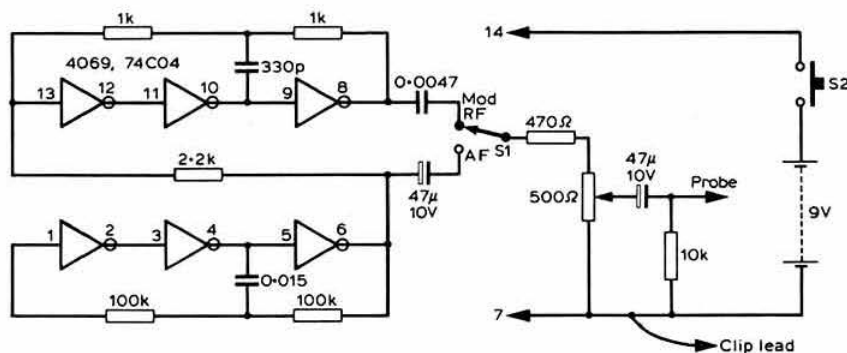 1k
1k
14
4069, 74C04
330p
13
12
11
10
9
8
0·0047
Mod
RF
S2
470Ω
S1
AF
2·2k
47μ
10V
47μ
10V
Probe
500Ω
9V
1
2
3
4
5
6
10k
0·015
100k
100k
7
Clip lead